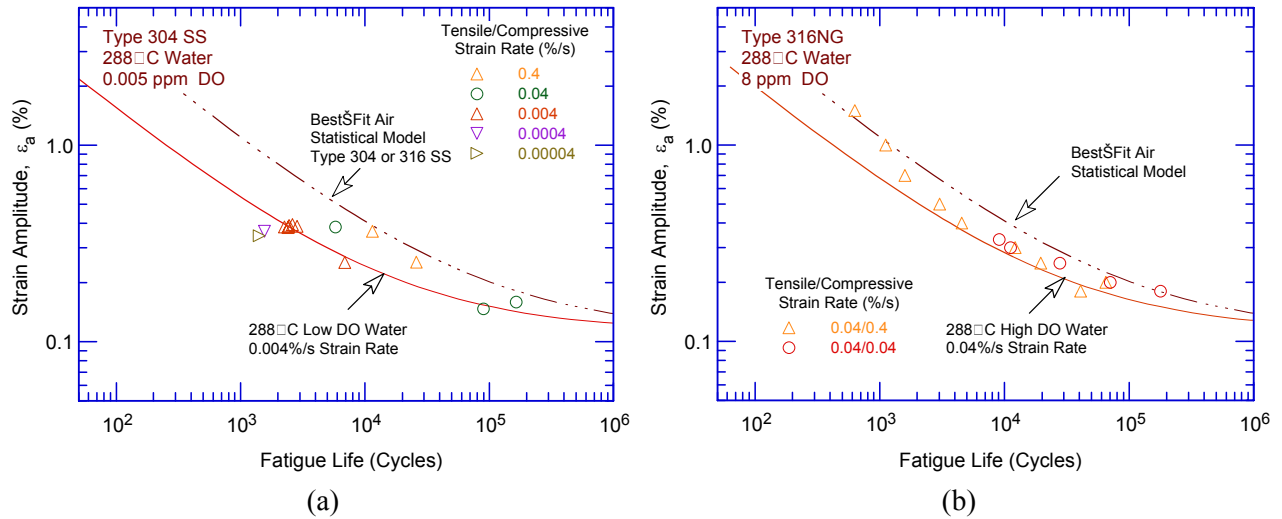 Type 304 SS
288□C Water
0.005 ppm DO
Tensile/Compressive
Strain Rate (%/s)
0.4
0.04
0.004
0.0004
0.00004
BestŠFit Air
Statistical Model
Type 304 or 316 SS
288□C Low DO Water
0.004%/s Strain Rate
Strain Amplitude, εa (%)
1.0
0.1
10²
10³
10⁴
10⁵
10⁶
Fatigue Life (Cycles)
(a)
Type 316NG
288□C Water
8 ppm DO
BestŠFit Air
Statistical Model
Tensile/Compressive
Strain Rate (%/s)
0.04/0.4
0.04/0.04
288□C High DO Water
0.04%/s Strain Rate
Strain Amplitude, εa (%)
1.0
0.1
10²
10³
10⁴
10⁵
10⁶
Fatigue Life (Cycles)
(b)